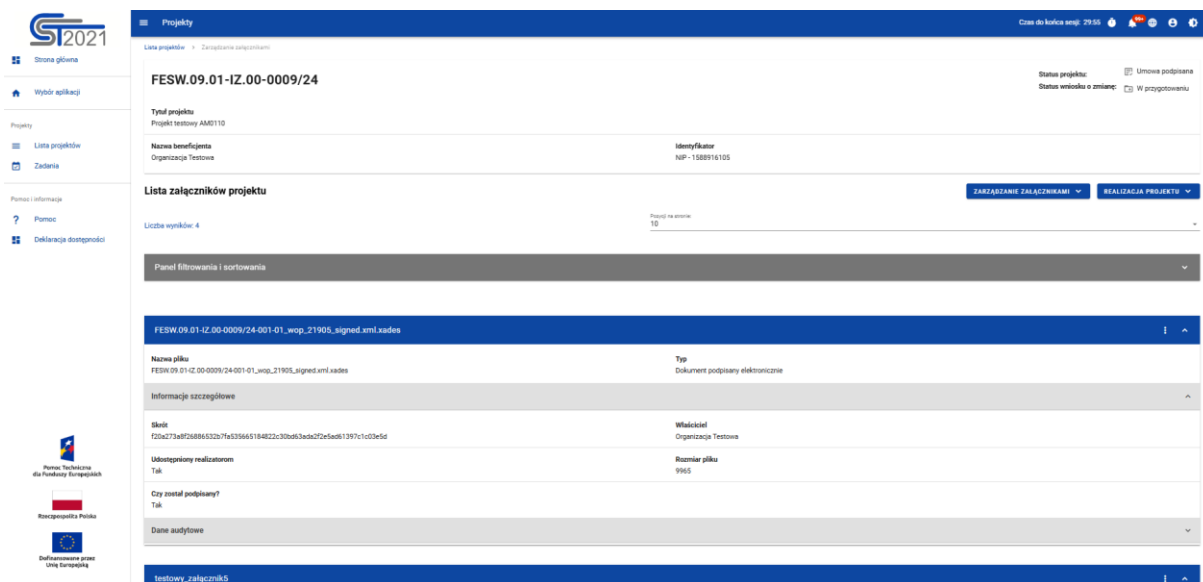 ST2021
Strona główna
Wybór aplikacji
Projekty
Lista projektów
Zadania
Pomoc i informacje
? Pomoc
Deklaracja dostępności
Pomoc Techniczna
dla Funduszy Europejskich
Rzeczpospolita Polska
Dofinansowane przez
Unię Europejską
Projekty
Czas do końca sesji: 29:55
99+
Lista projektów > Zarządzanie załącznikami
FESW.09.01-IZ.00-0009/24
Status projektu: Umowa podpisana
Status wniosku o zmianę: W przygotowaniu
Tytuł projektu
Projekt testowy AM0110
Nazwa beneficjenta
Organizacja Testowa
Identyfikator
NIP - 1588916105
Lista załączników projektu
ZARZĄDZANIE ZAŁĄCZNIKAMI
REALIZACJA PROJEKTU
Liczba wyników: 4
Pozycji na stronie:
10
Panel filtrowania i sortowania
FESW.09.01-IZ.00-0009/24-001-01_wop_21905_signed.xml.xades
Nazwa pliku
FESW.09.01-IZ.00-0009/24-001-01_wop_21905_signed.xml.xades
Typ
Dokument podpisany elektronicznie
Informacje szczegółowe
Skrót
f20a273a8f26886532b7fa535665184822c30bd63ada2f2e5ad61397c1c03e5d
Właściciel
Organizacja Testowa
Udostępniony realizatorom
Tak
Rozmiar pliku
9965
Czy został podpisany?
Tak
Dane audytowe
testowy_załącznik5